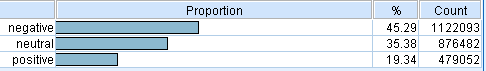 Proportion % Count
negative 45.29 1122093
neutral 35.38 876482
positive 19.34 479052